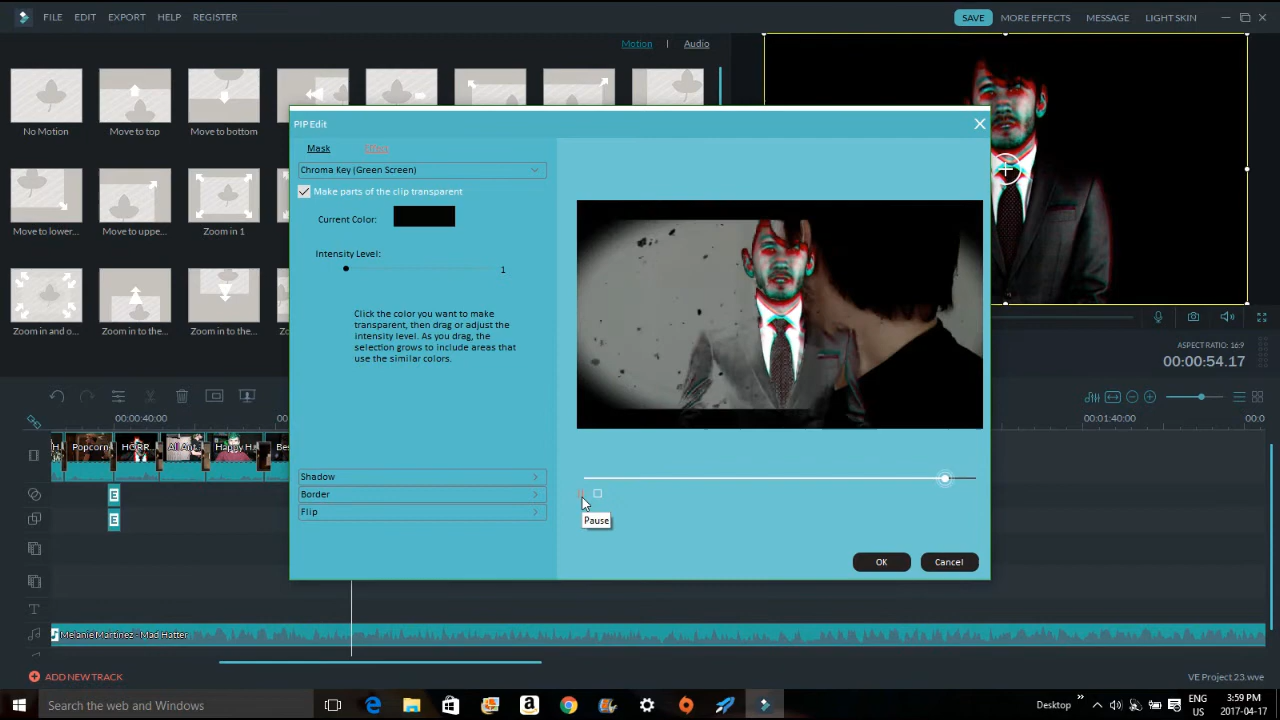 FILE EDIT EXPORT HELP REGISTER
SAVE MORE EFFECTS MESSAGE LIGHT SKIN
Motion | Audio
No Motion Move to top Move to bottom
Move to lower... Move to uppe... Zoom in 1
Zoom in and o... Zoom in to the... Zoom in to the...
PIP Edit
Mask Effect
Chroma Key (Green Screen)
Make parts of the clip transparent
Current Color:
Intensity Level:
1
Click the color you want to make
transparent, then drag or adjust the
intensity level. As you drag, the
selection grows to include areas that
use the similar colors.
Shadow
Border
Flip
Pause
OK Cancel
ASPECT RATIO: 16:9
00:00:54.17
00:00:40:00 00:01:40:00
Popcorn HORR... All Ant... Happy H
E
E
T
Melanie Martinez - Mad Hatter
ADD NEW TRACK
VE Project 23.wve
Search the web and Windows
Desktop
ENG
US
3:59 PM
2017-04-17